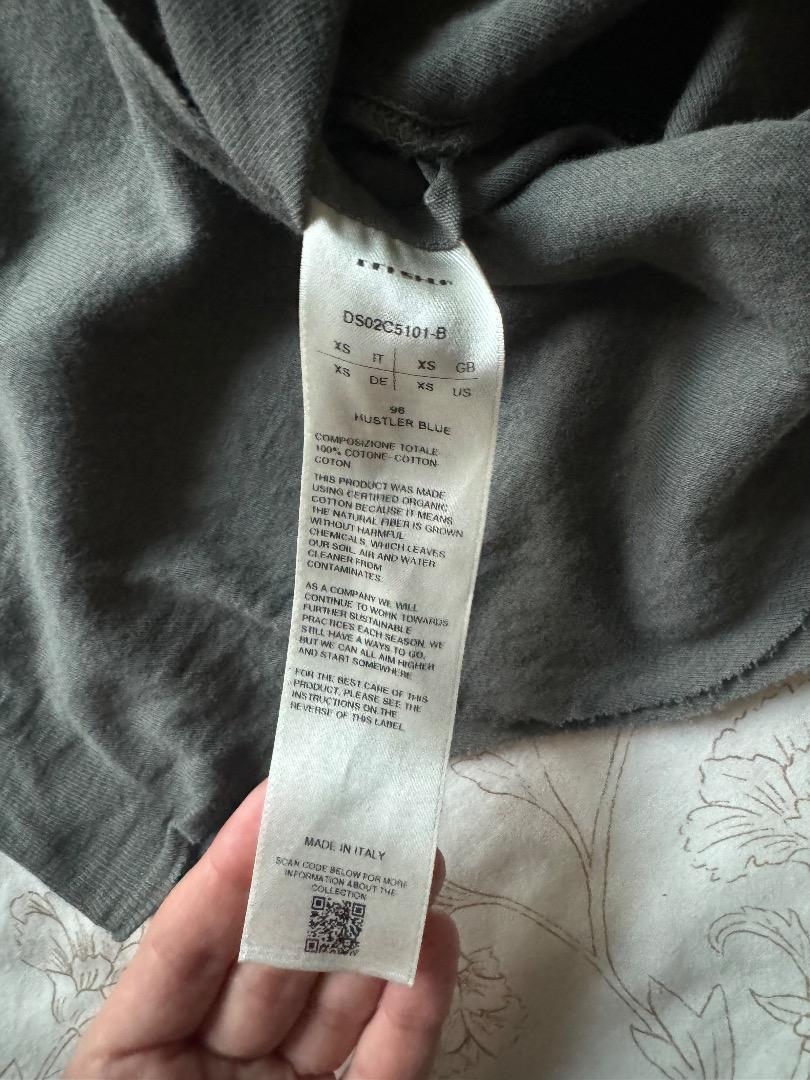 DS02C5101-B
XS IT XS GB
XS DE XS US
96
HUSTLER BLUE
COMPOSIZIONE TOTALE
100% COTONE-COTTON-
COTON
THIS PRODUCT WAS MADE
USING CERTIFIED ORGANIC
COTTON BECAUSE IT MEANS
THE NATURAL FIBER IS GROWN
WITHOUT HARMFUL
CHEMICALS, WHICH LEAVES
OUR SOIL, AIR AND WATER
CLEANER FROM
CONTAMINATES.
AS A COMPANY WE WILL
CONTINUE TO WORK TOWARDS
FURTHER SUSTAINABLE
PRACTICES EACH SEASON. WE
STILL HAVE A WAYS TO GO,
BUT WE CAN ALL AIM HIGHER
AND START SOMEWHERE
FOR THE BEST CARE OF THIS
PRODUCT, PLEASE SEE THE
INSTRUCTIONS ON THE
REVERSE OF THIS LABEL
MADE IN ITALY
SCAN CODE BELOW FOR MORE
INFORMATION ABOUT THE
COLLECTION